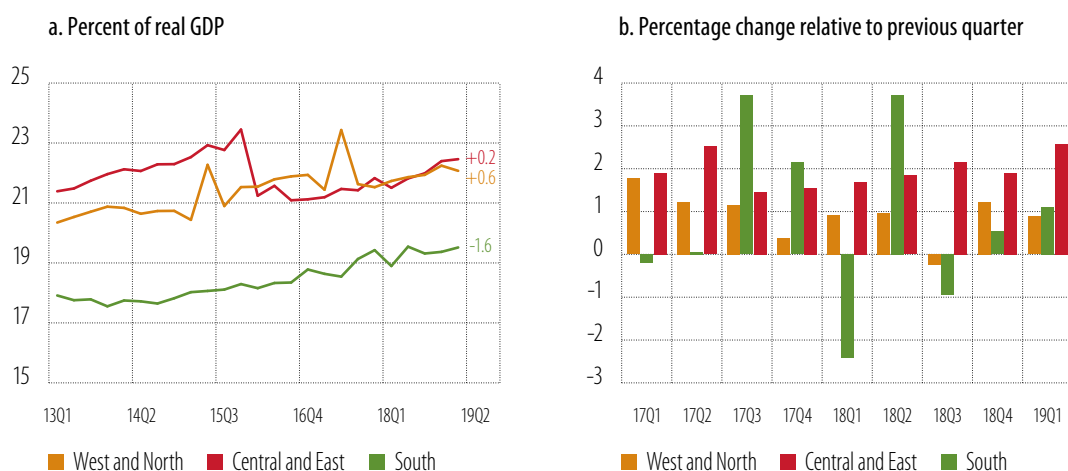 a. Percent of real GDP
25
23
21
19
17
15
+0.2
+0.6
-1.6
13Q1 14Q2 15Q3 16Q4 18Q1 19Q2
West and North Central and East South
b. Percentage change relative to previous quarter
4
3
2
1
0
-1
-2
-3
17Q1 17Q2 17Q3 17Q4 18Q1 18Q2 18Q3 18Q4 19Q1
West and North Central and East South